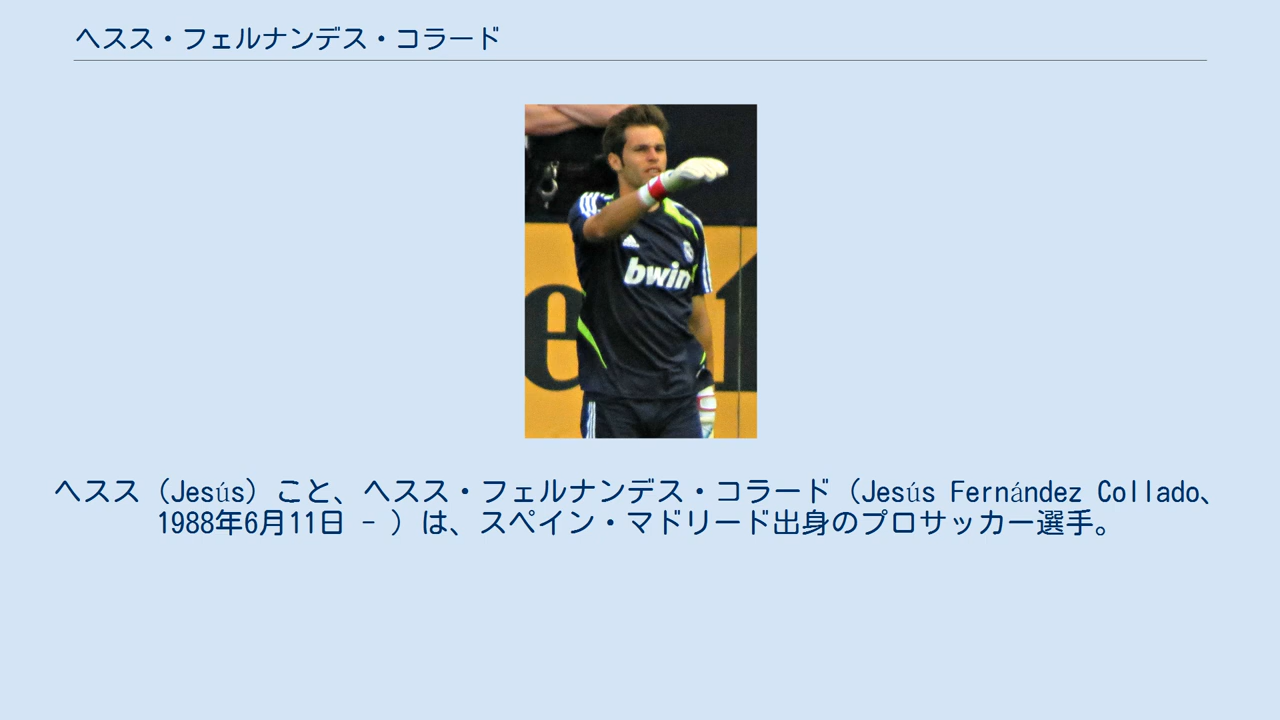 ヘスス・フェルナンデス・コラード
bwin
e
ヘスス（Jesús）こと、ヘスス・フェルナンデス・コラード（Jesús Fernández Collado、
1988年6月11日 - ）は、スペイン・マドリード出身のプロサッカー選手。